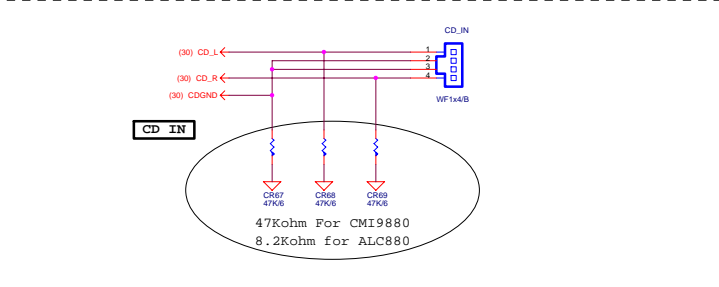 CD_IN
(30) CD_L
1
2
3
(30) CD_R
4
(30) CDGND
WF1x4/B
CD IN
CR67 CR68 CR69
47K/6 47K/6 47K/6
47Kohm For CMI9880
8.2Kohm for ALC880